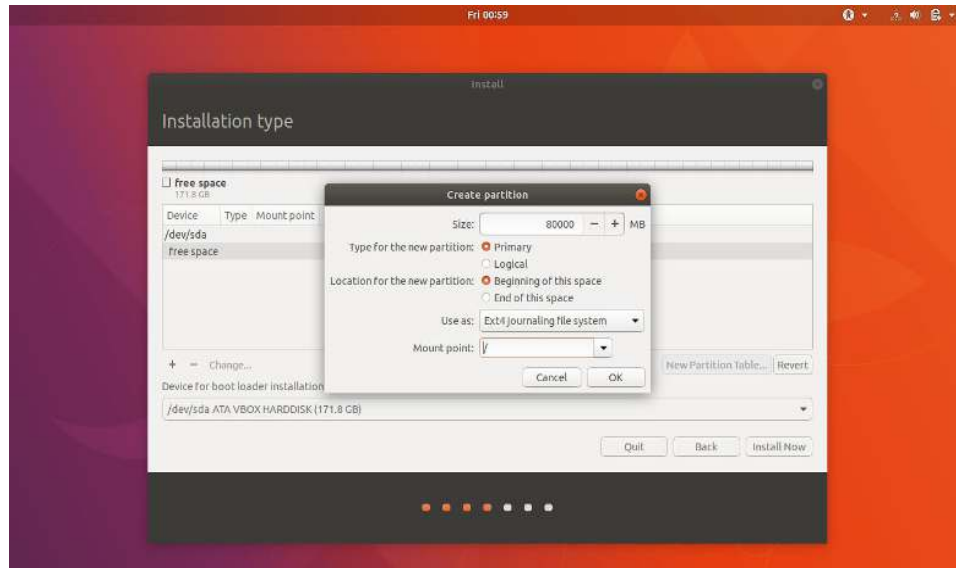 Fri 00:59
Install
Installation type
free space
171.8 GB
Device Type Mount point
/dev/sda
free space
+ − Change...
New Partition Table... Revert
Device for boot loader installation
/dev/sda ATA VBOX HARDDISK (171.8 GB)
Quit Back Install Now
Create partition
Size: 80000 − + MB
Type for the new partition: Primary
Logical
Location for the new partition: Beginning of this space
End of this space
Use as: Ext4 journaling file system
Mount point: /
Cancel OK